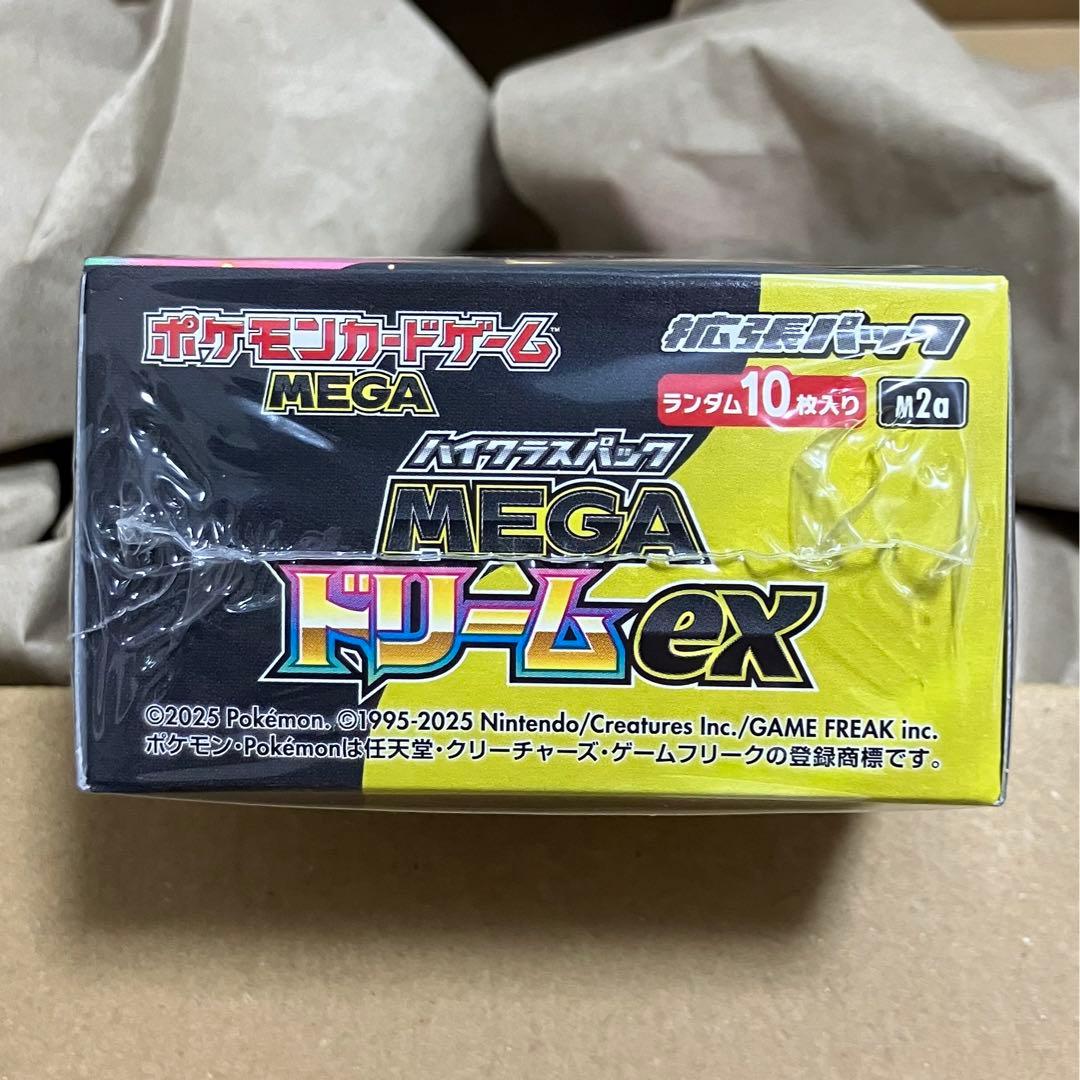 ポケモンカードゲーム™
MEGA
拡張パック
ランダム10枚入り
M2a
ハイクラスパック
MEGA
ドリームex
©2025 Pokémon. ©1995-2025 Nintendo/Creatures Inc./GAME FREAK inc.
ポケモン・Pokémonは任天堂・クリーチャーズ・ゲームフリークの登録商標です。